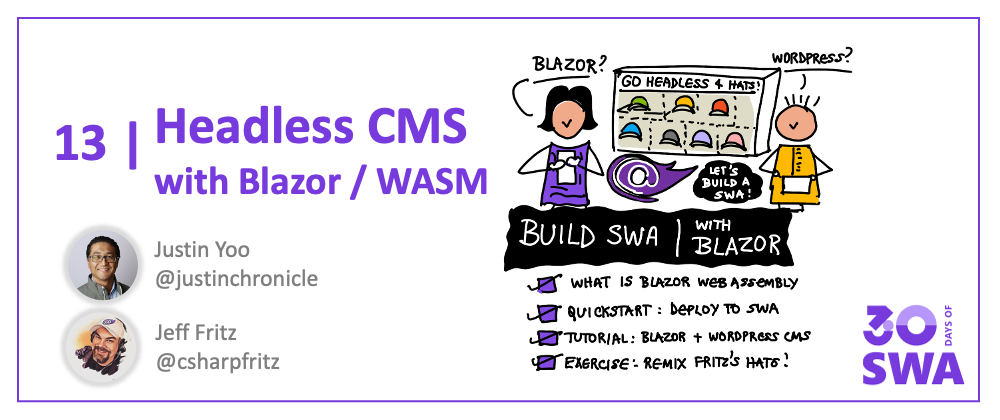 13 |
Headless CMS
with Blazor / WASM
Justin Yoo
@justinchronicle
Jeff Fritz
@csharpfritz
BLAZOR?
WORDPRESS?
GO HEADLESS 4 HATS!
@
LET'S
BUILD A
SWA!
BUILD SWA |
WITH
BLAZOR
WHAT IS BLAZOR WEB ASSEMBLY
QUICKSTART: DEPLOY TO SWA
TUTORIAL: BLAZOR + WORDPRESS CMS
EXERCISE:- REMIX FRITZ'S HATS!
30
DAYS OF
SWA